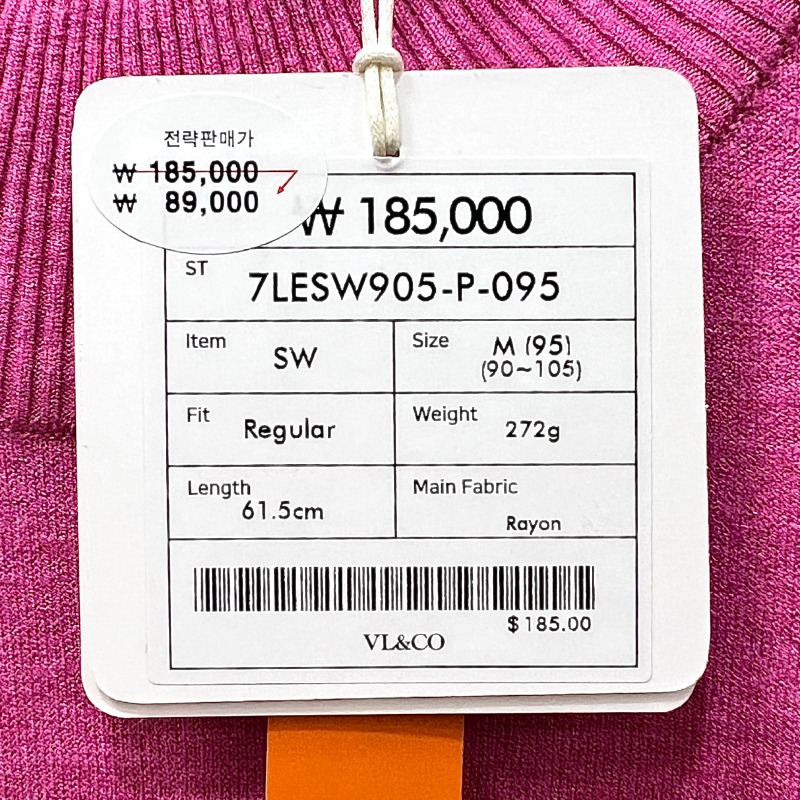 전략판매가
₩ 185,000
₩ 89,000
₩ 185,000
ST
7LESW905-P-095
Item
SW
Size
M (95)
(90~105)
Fit
Regular
Weight
272g
Length
61.5cm
Main Fabric
Rayon
$185.00
VL&CO